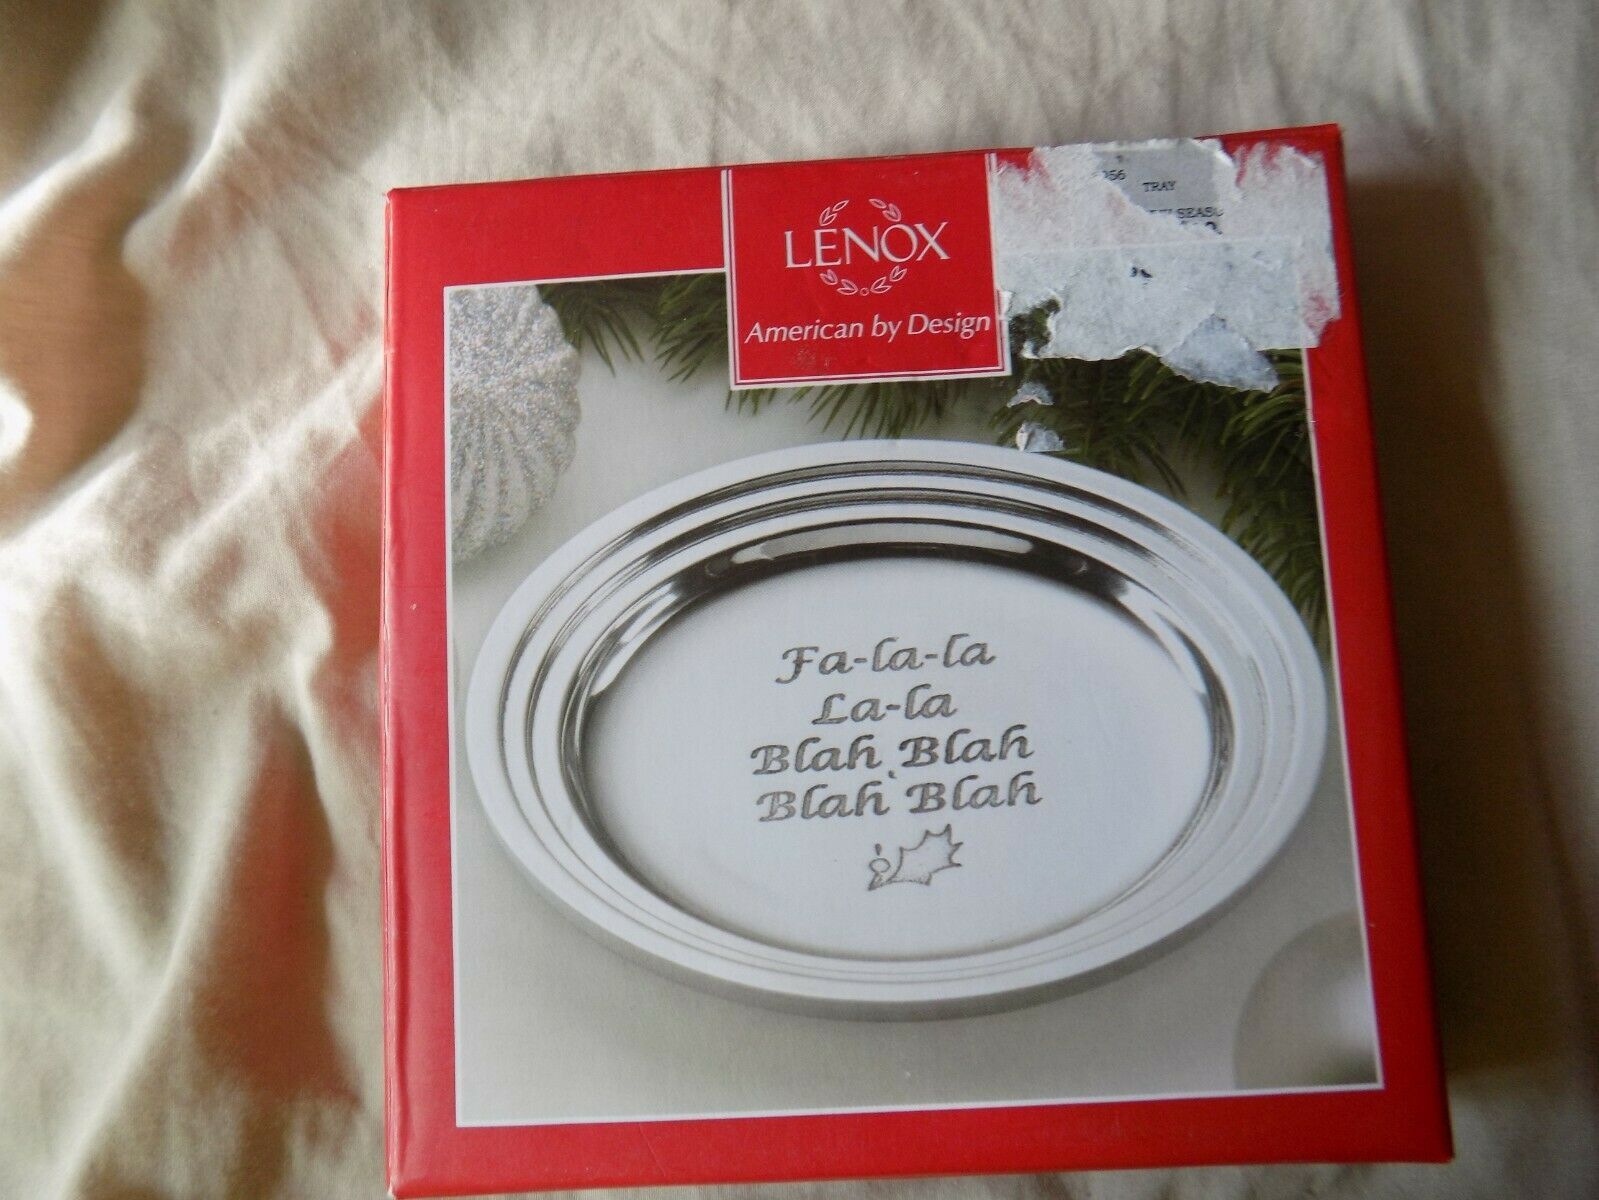 LENOX
American by Design
TRAY
Fa-la-la
La-la
Blah Blah
Blah Blah